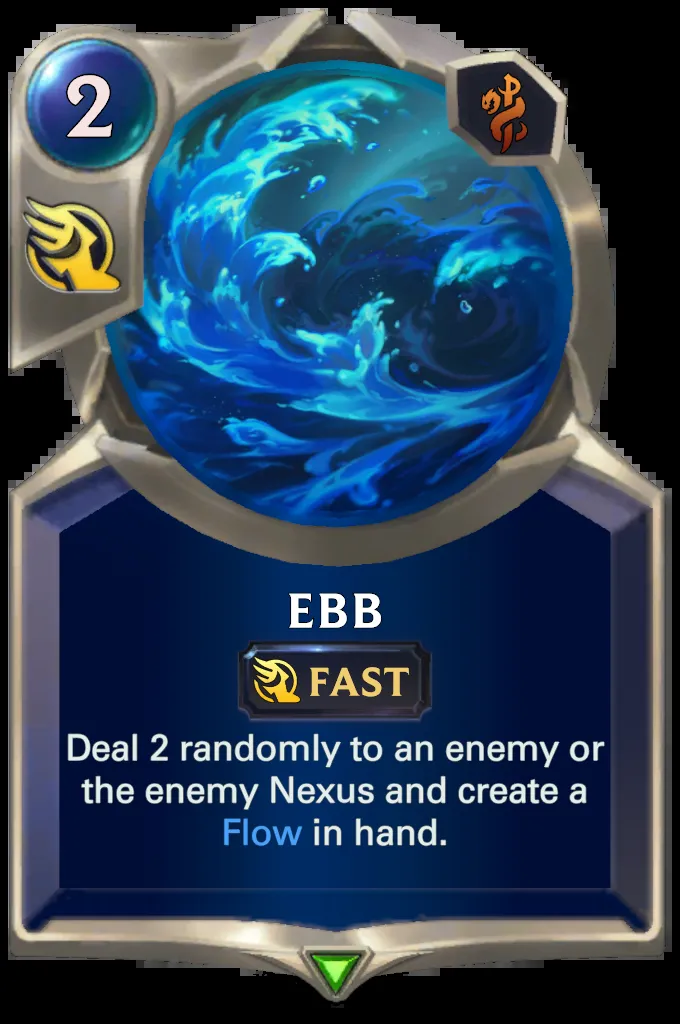 2
EBB
FAST
Deal 2 randomly to an enemy or
the enemy Nexus and create a
Flow in hand.